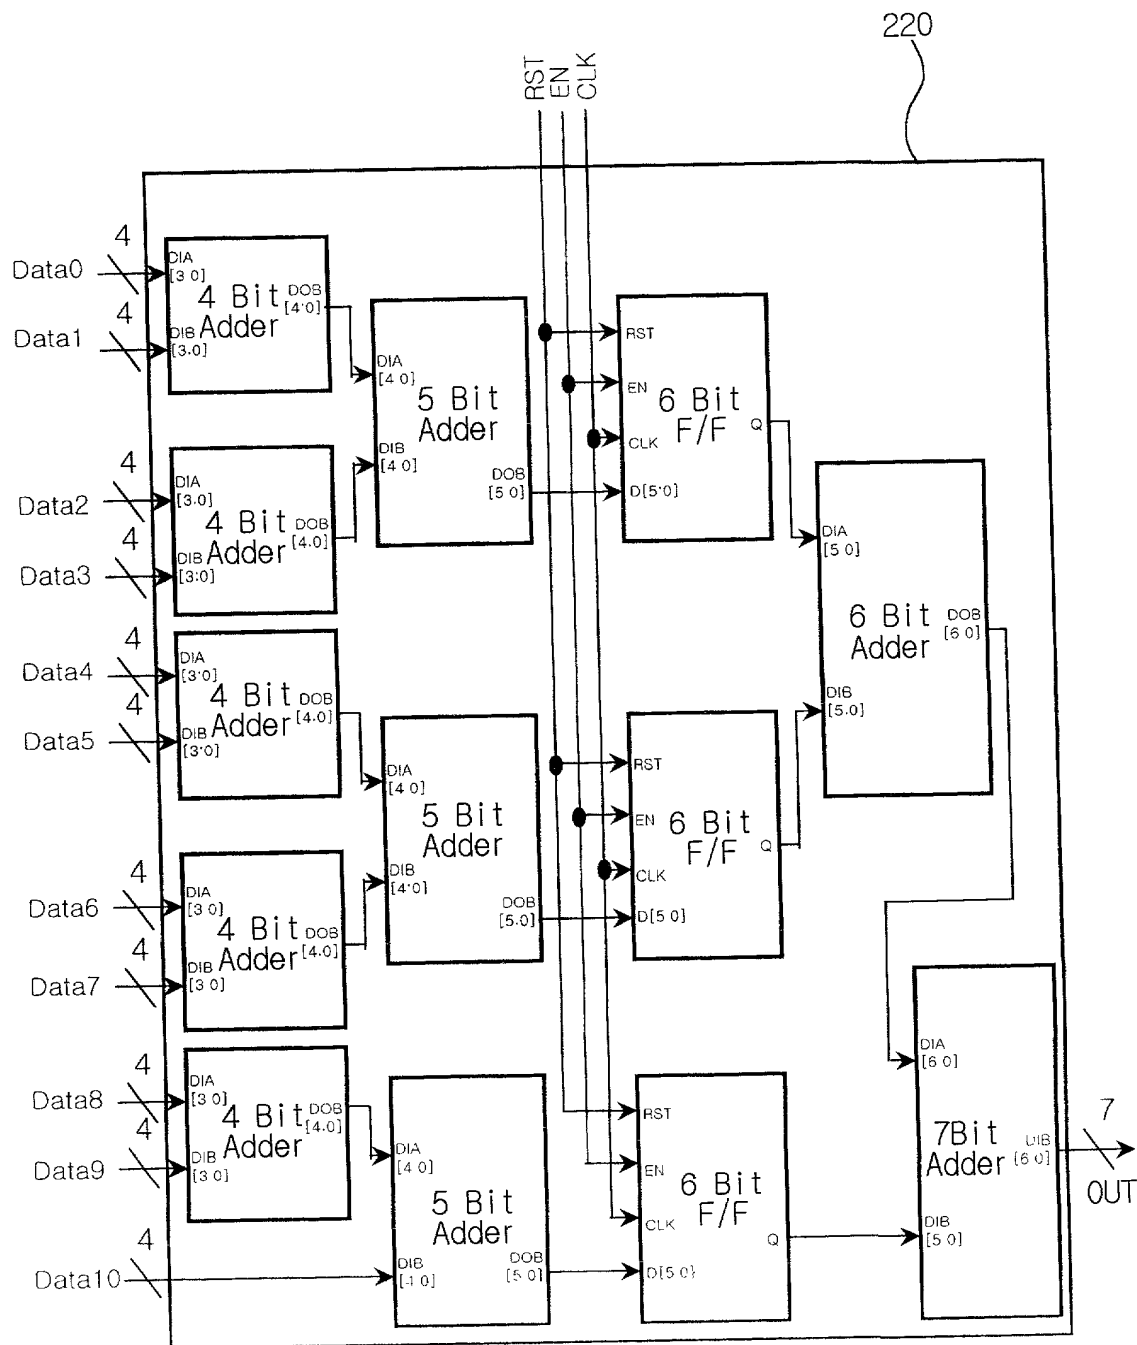 220
RST
EN
CLK
Data0
4
Data1
4
DIA
[3 0]
DIB
[3.0]
4 Bit
Adder
DOB
[4'0]
Data2
4
Data3
4
DIA
[3.0]
DIB
[3:0]
4 Bit
Adder
DOB
[4.0]
DIA
[4 0]
DIB
[4 0]
5 Bit
Adder
DOB
[5 0]
RST
EN
CLK
D[5'0]
6 Bit
F/F
Q
Data4
4
Data5
4
DIA
[3'0]
DIB
[3'0]
4 Bit
Adder
DOB
[4.0]
DIA
[5 0]
DIB
[5.0]
6 Bit
Adder
DOB
[6 0]
Data6
4
Data7
4
DIA
[3 0]
DIB
[3 0]
4 Bit
Adder
DOB
[4.0]
DIA
[4 0]
DIB
[4'0]
5 Bit
Adder
DOB
[5.0]
RST
EN
CLK
D[5 0]
6 Bit
F/F
Q
Data8
4
Data9
4
DIA
[3 0]
DIB
[3 0]
4 Bit
Adder
DOB
[4.0]
Data10
4
DIA
[4 0]
DIB
[4 0]
5 Bit
Adder
DOB
[5 0]
RST
EN
CLK
D[5 0]
6 Bit
F/F
Q
DIA
[6 0]
DIB
[5 0]
7Bit
Adder
DIB
[6 0]
7
OUT